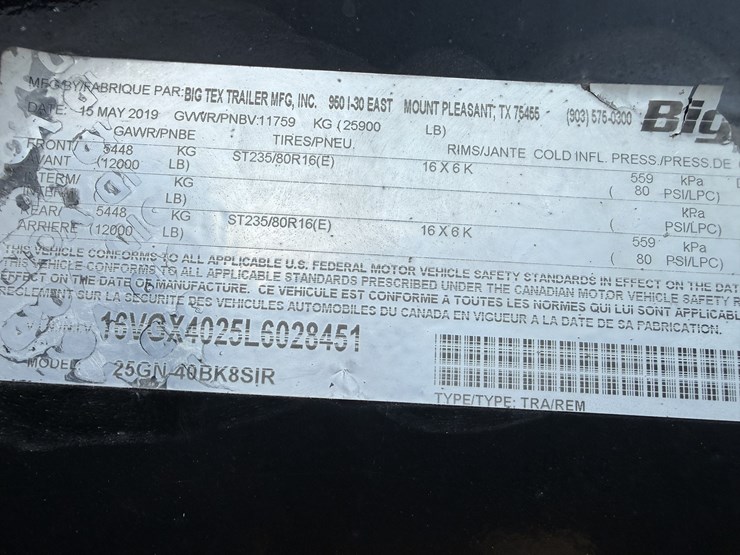 MFG BY/FABRIQUE PAR: BIG TEX TRAILER MFG, INC. 950 I-30 EAST MOUNT PLEASANT, TX 75455 (903) 575-0300 Big
DATE: 15 MAY 2019 GVWR/PNBV: 11759 KG (25900 LB)
GAWR/PNBE TIRES/PNEU. RIMS/JANTE COLD INFL. PRESS./PRESS.DE
FRONT/ 5448 KG ST235/80R16(E) 16 X 6 K 559 kPa
AVANT (12000 LB) ( 80 PSI/LPC)
INTERM/ KG kPa
INTERM ( LB) ( PSI/LPC)
REAR/ 5448 KG ST235/80R16(E) 16 X 6 K 559 kPa
ARRIERE (12000 LB) ( 80 PSI/LPC)
THIS VEHICLE CONFORMS TO ALL APPLICABLE U.S. FEDERAL MOTOR VEHICLE SAFETY STANDARDS IN EFFECT ON THE DAT
THIS VEHICLE CONFORMS TO ALL APPLICABLE STANDARDS PRESCRIBED UNDER THE CANADIAN MOTOR VEHICLE SAFETY R
EFFECT ON THE DATE OF MANUFACTURE. CE VEHICULE EST CONFORME A TOUTES LES NORMES QUI LUI SONT APPLICABL
REGLEMENT SUR LA SECURITE DES VEHICULES AUTOMOBILES DU CANADA EN VIGUEUR A LA DATE DE SA FABRICATION.
16VGX4025L6028451
MODEL: 25GN-40BK8SIR
TYPE/TYPE: TRA/REM